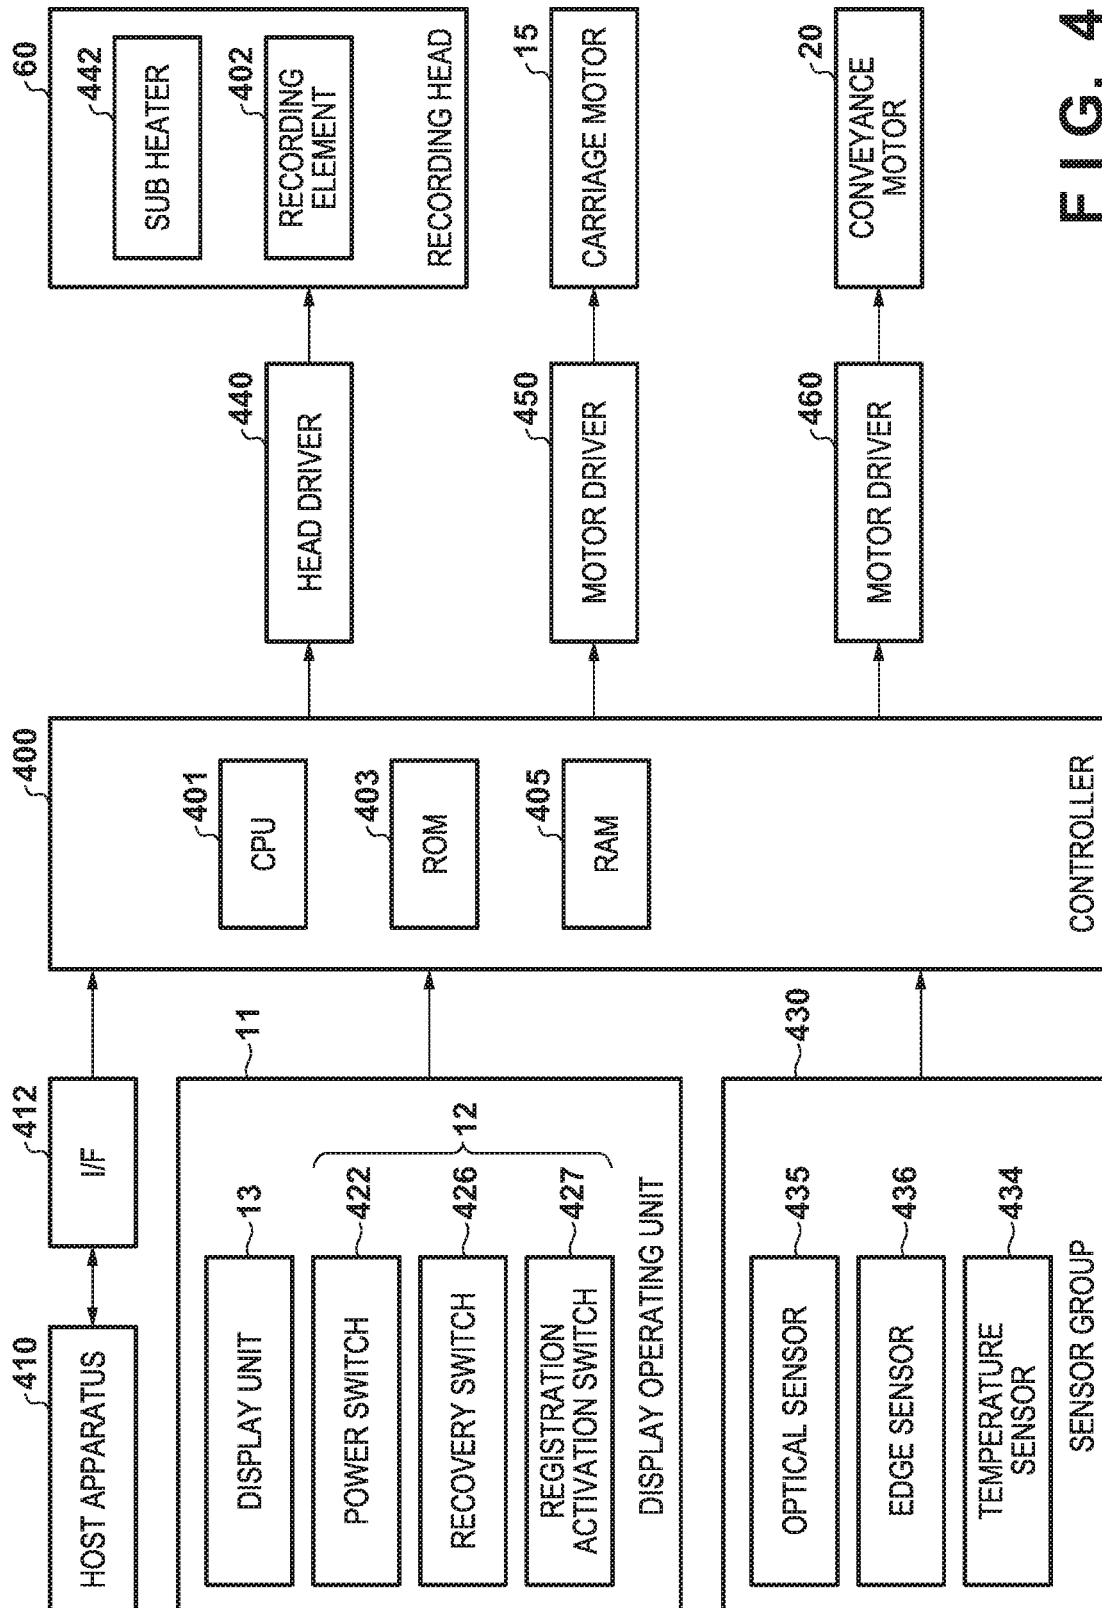 410
HOST APPARATUS
412
I/F
11
13
DISPLAY UNIT
12
422
POWER SWITCH
426
RECOVERY SWITCH
427
REGISTRATION
ACTIVATION SWITCH
DISPLAY OPERATING UNIT
430
435
OPTICAL SENSOR
436
EDGE SENSOR
434
TEMPERATURE
SENSOR
SENSOR GROUP
400
401
CPU
403
ROM
405
RAM
CONTROLLER
440
HEAD DRIVER
450
MOTOR DRIVER
460
MOTOR DRIVER
60
442
SUB HEATER
402
RECORDING
ELEMENT
RECORDING HEAD
15
CARRIAGE MOTOR
20
CONVEYANCE
MOTOR
FIG. 4